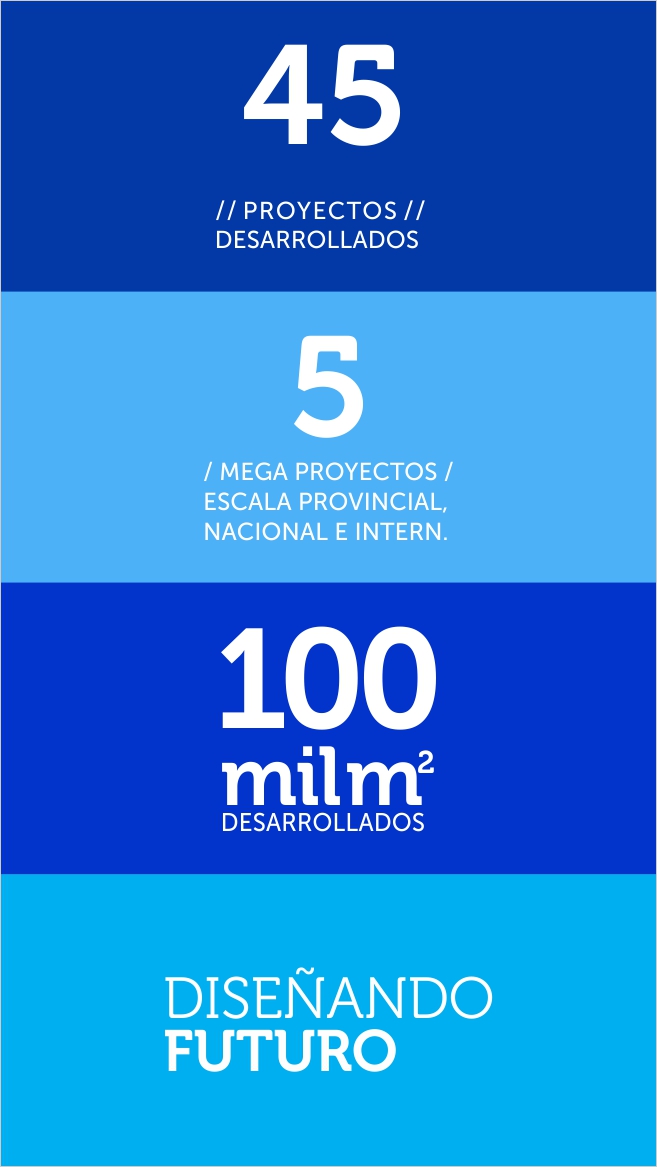 45
// PROYECTOS //
DESARROLLADOS
5
/ MEGA PROYECTOS /
ESCALA PROVINCIAL,
NACIONAL E INTERN.
100
milm²
DESARROLLADOS
DISEÑANDO
FUTURO